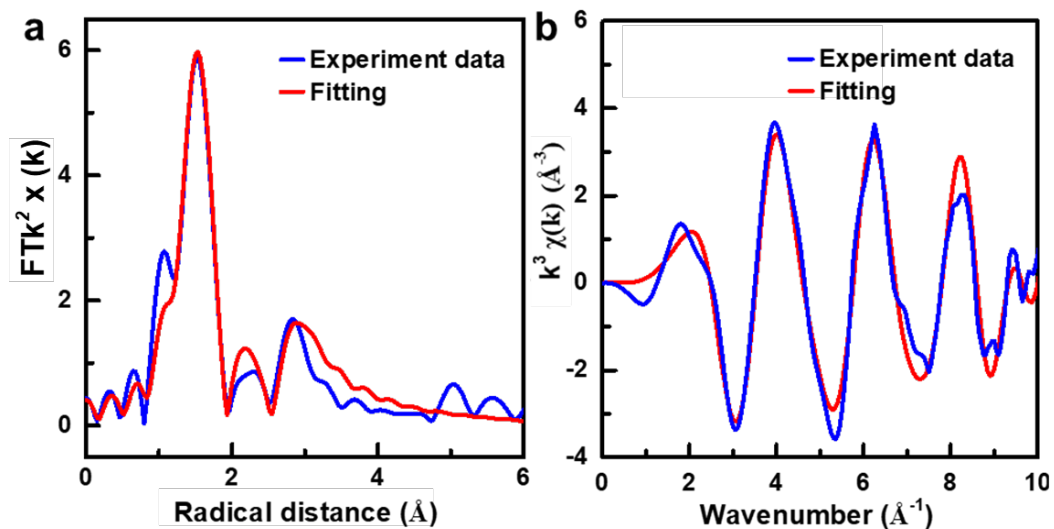 a
Experiment data
Fitting
FTk² x (k)
6
4
2
0
0
2
4
6
Radical distance (Å)
b
Experiment data
Fitting
k³ χ(k) (Å⁻³)
6
4
2
0
-2
-4
0
2
4
6
8
10
Wavenumber (Å⁻¹)